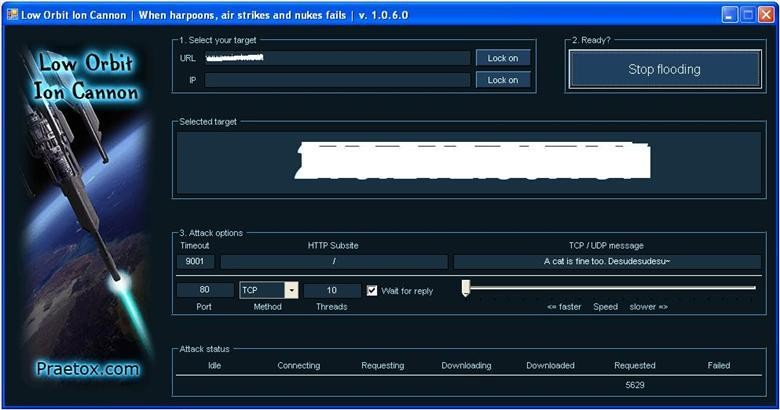 Low Orbit Ion Cannon | When harpoons, air strikes and nukes fails | v. 1.0.6.0
Low Orbit
Ion Cannon
Praetox.com
1. Select your target
URL
Lock on
IP
Lock on
2. Ready?
Stop flooding
Selected target
3. Attack options
Timeout
HTTP Subsite
TCP / UDP message
9001
/
A cat is fine too. Desudesudesu~
80
TCP
10
Wait for reply
Port
Method
Threads
<= faster
Speed
slower =>
Attack status
Idle
Connecting
Requesting
Downloading
Downloaded
Requested
Failed
5629